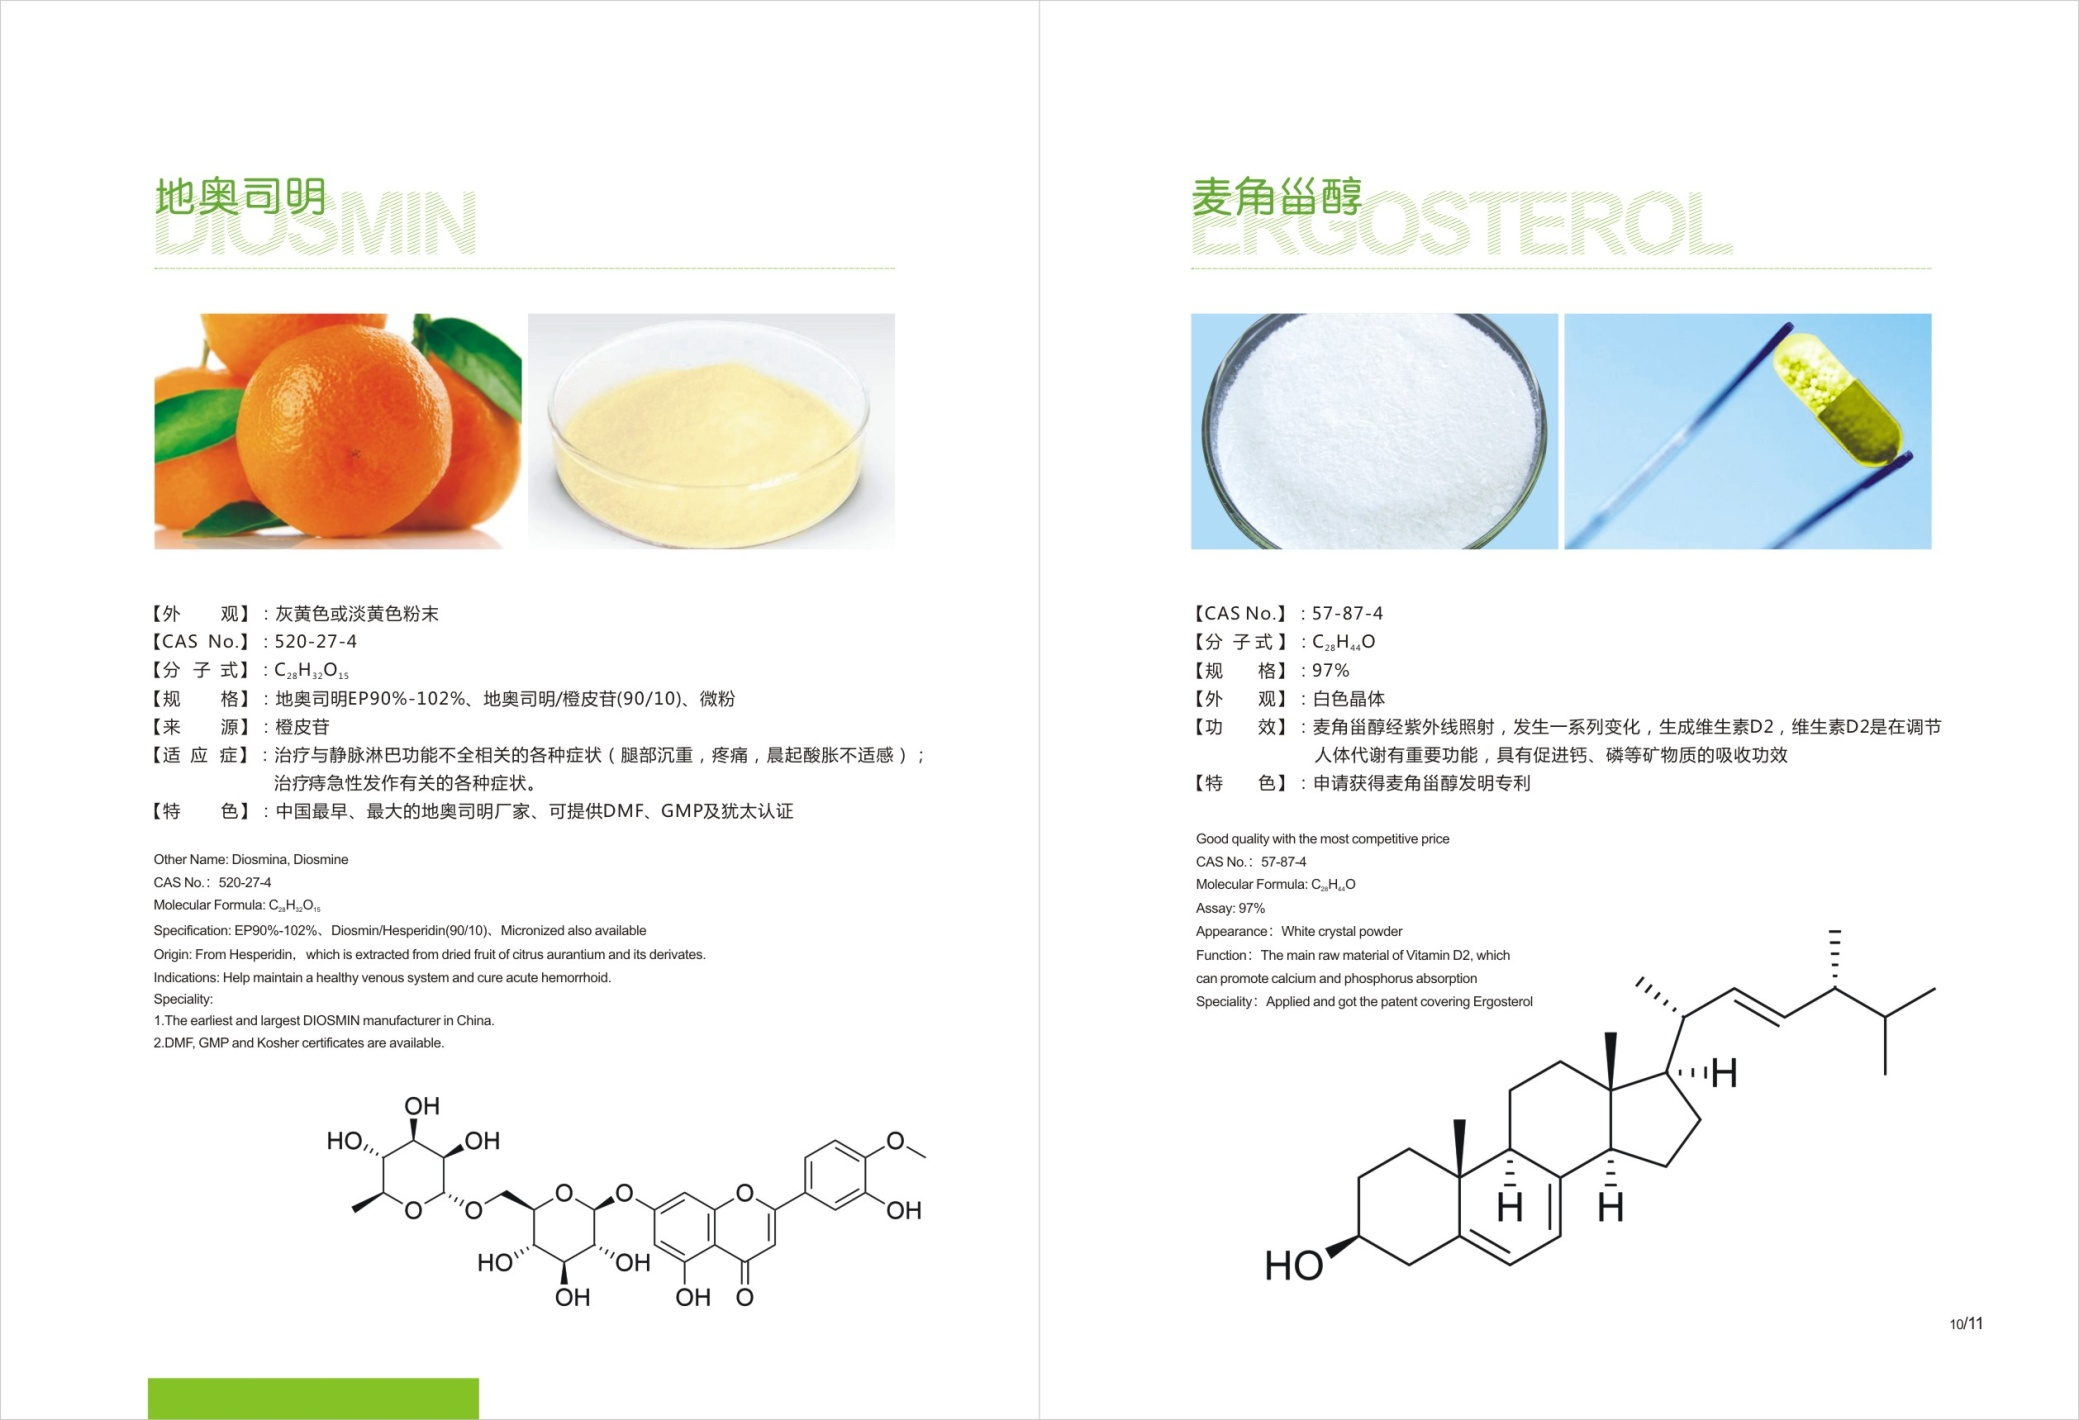 地奥司明
DIOSMIN
【外 观】:灰黄色或淡黄色粉末
【CAS No.】:520-27-4
【分 子 式】:C₂₈H₃₂O₁₅
【规 格】:地奥司明EP90%-102%、地奥司明/橙皮苷(90/10)、微粉
【来 源】:橙皮苷
【适 应 症】:治疗与静脉淋巴功能不全相关的各种症状(腿部沉重,疼痛,晨起酸胀不适感);
治疗痔急性发作有关的各种症状。
【特 色】:中国最早、最大的地奥司明厂家、可提供DMF、GMP及犹太认证
Other Name: Diosmina, Diosmine
CAS No.: 520-27-4
Molecular Formula: C₂₈H₃₂O₁₅
Specification: EP90%-102%、Diosmin/Hesperidin(90/10)、Micronized also available
Origin: From Hesperidin, which is extracted from dried fruit of citrus aurantium and its derivates.
Indications: Help maintain a healthy venous system and cure acute hemorrhoid.
Speciality:
1.The earliest and largest DIOSMIN manufacturer in China.
2.DMF, GMP and Kosher certificates are available.
OH
HO OH
O
O O
O
O
O
OH
HO OH
OH OH O
麦角甾醇
ERGOSTEROL
【CAS No.】:57-87-4
【分 子 式】:C₂₈H₄₄O
【规 格】:97%
【外 观】:白色晶体
【功 效】:麦角甾醇经紫外线照射,发生一系列变化,生成维生素D2,维生素D2是在调节
人体代谢有重要功能,具有促进钙、磷等矿物质的吸收功效
【特 色】:申请获得麦角甾醇发明专利
Good quality with the most competitive price
CAS No.: 57-87-4
Molecular Formula: C₂₈H₄₄O
Assay: 97%
Appearance: White crystal powder
Function: The main raw material of Vitamin D2, which
can promote calcium and phosphorus absorption
Speciality: Applied and got the patent covering Ergosterol
H
H H
HO
10/11